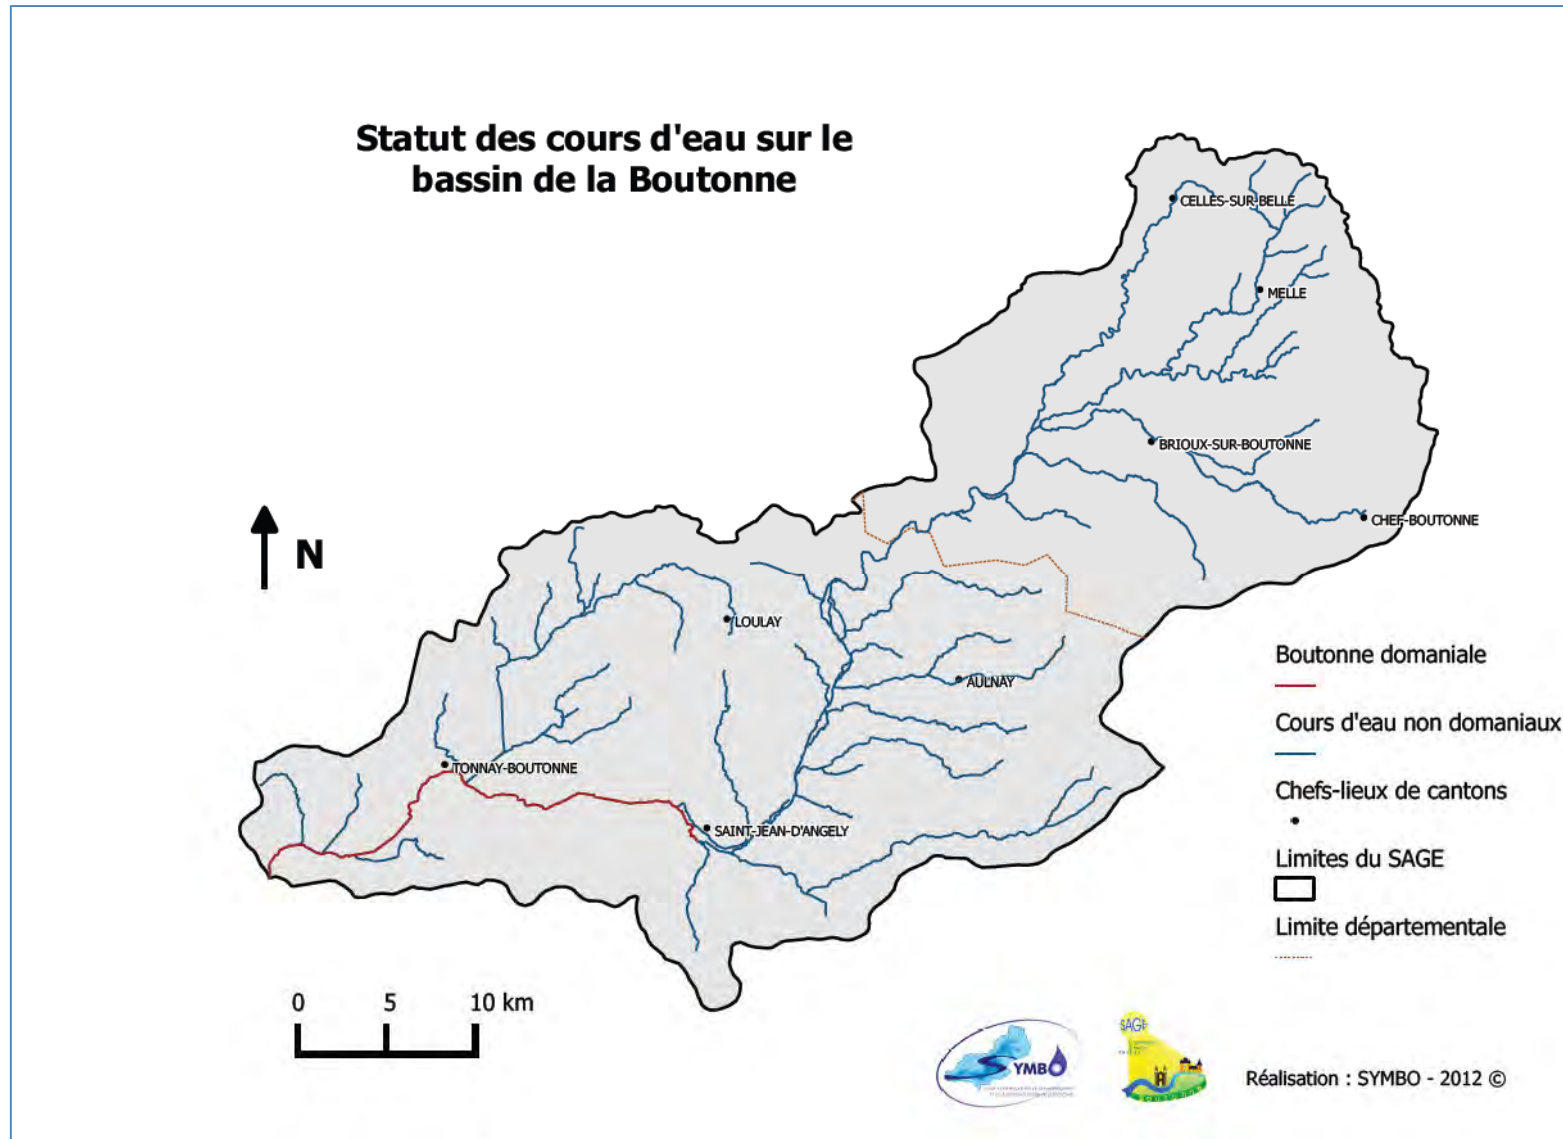 Statut des cours d'eau sur le
bassin de la Boutonne
CELLES-SUR-BELLE
MELLE
BRIOUX-SUR-BOUTONNE
CHEF-BOUTONNE
N
LOULAY
AULNAY
TONNAY-BOUTONNE
SAINT-JEAN-D'ANGELY
Boutonne domaniale
Cours d'eau non domaniaux
Chefs-lieux de cantons
Limites du SAGE
Limite départementale
0 5 10 km
SYMBO
SAGE
BOUTONNE
Réalisation : SYMBO - 2012 ©